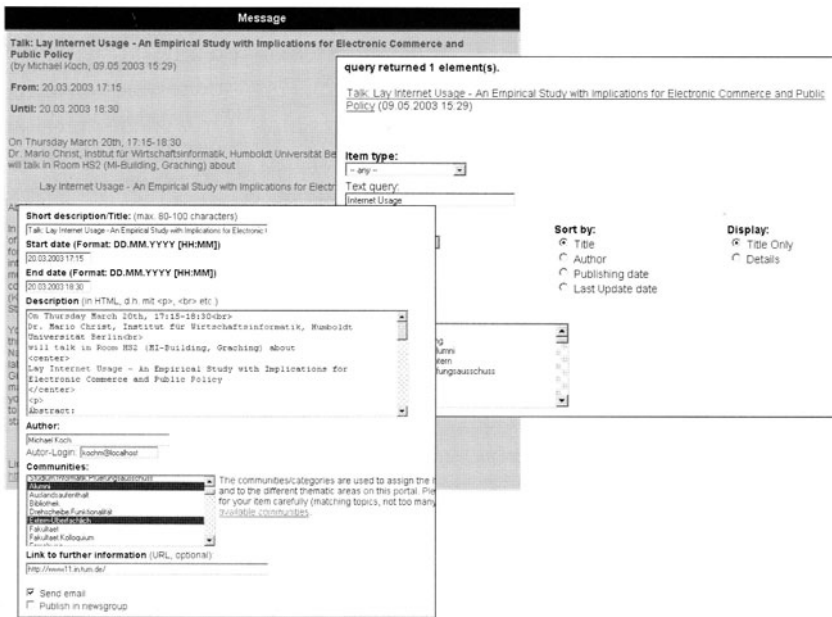 Message
Talk: Lay Internet Usage - An Empirical Study with Implications for Electronic Commerce and
Public Policy
(by Michael Koch, 09.05 2003 15:29)
From: 20.03.2003 17:15
Until: 20.03.2003 18:30
On Thursday March 20th, 17:15-18:30
Dr. Mario Christ, Institut für Wirtschaftsinformatik, Humboldt Universität Be
will talk in Room HS2 (MI-Building, Graching) about
Lay Internet Usage - An Empirical Study with Implications for Electr
query returned 1 element(s).
Talk: Lay Internet Usage - An Empirical Study with Implications for Electronic Commerce and Public
Policy (09.05.2003 15:29)
Item type:
-- any --
Text query:
Internet Usage
Sort by:
Title
Author
Publishing date
Last Update date
Display:
Title Only
Details
ng
lumni
tern
fungsausschuss
Short description/Title: (max. 80-100 characters)
Talk: Lay Internet Usage - An Empirical Study with Implications for Electronic
Start date (Format: DD.MM.YYYY [HH:MM])
20.03.2003 17:15
End date (Format: DD.MM.YYYY [HH:MM])
20.03.2003 18:30
Description (in HTML, d.h. mit <p>, <br> etc.)
On Thursday March 20th, 17:15-18:30<br>
Dr. Mario Christ, Institut für Wirtschaftsinformatik, Humboldt
Universität Berlin<br>
will talk in Room HS2 (MI-Building, Graching) about
<center>
Lay Internet Usage - An Empirical Study with Implications for
Electronic Commerce and Public Policy
</center>
<p>
Abstract:
Author:
Michael Koch
Autor-Login: kochm@localhost
Communities:
Studium.Informatik.Pruefungsausschuss
Alumni
Auslandsaufenthalt
Bibliothek
Drehscheibe.Funktionalität
Extern-Überfachlich
Fakultaet
Fakultaet.Kolloquium
The communities/categories are used to assign the i
and to the different thematic areas on this portal. Ple
for your item carefully (matching topics, not too many
available communities.
Link to further information (URL, optional):
http://www11.in.tum.de/
Send email
Publish in newsgroup